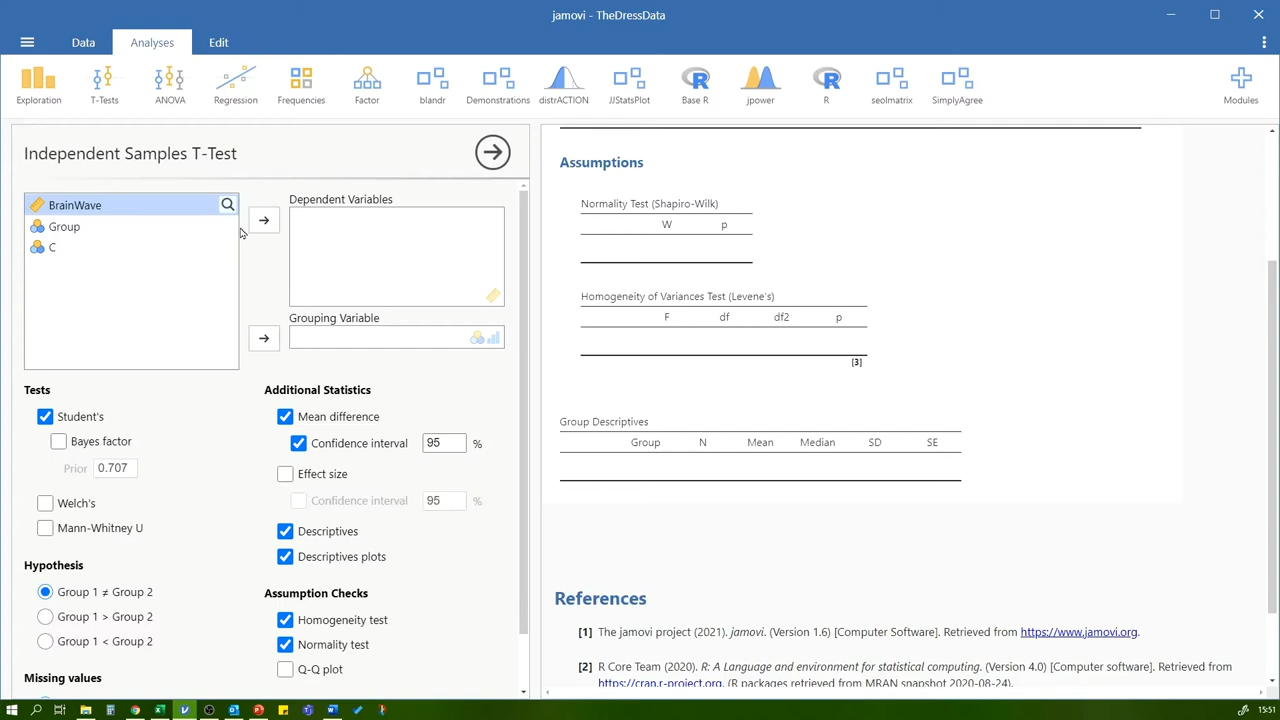 jamovi - TheDressData
Data
Analyses
Edit
Exploration
T-Tests
ANOVA
Regression
Frequencies
Factor
blandr
Demonstrations
distrACTION
JJStatsPlot
Base R
jpower
R
seolmatrix
SimplyAgree
Modules
Independent Samples T-Test
BrainWave
Group
C
Dependent Variables
Grouping Variable
Tests
Student's
Bayes factor
Prior 0.707
Welch's
Mann-Whitney U
Hypothesis
Group 1 ≠ Group 2
Group 1 > Group 2
Group 1 < Group 2
Missing values
Additional Statistics
Mean difference
Confidence interval 95 %
Effect size
Confidence interval 95 %
Descriptives
Descriptives plots
Assumption Checks
Homogeneity test
Normality test
Q-Q plot
Assumptions
Normality Test (Shapiro-Wilk)
W p
Homogeneity of Variances Test (Levene's)
F df df2 p
[3]
Group Descriptives
Group N Mean Median SD SE
References
[1] The jamovi project (2021). jamovi. (Version 1.6) [Computer Software]. Retrieved from https://www.jamovi.org.
[2] R Core Team (2020). R: A Language and environment for statistical computing. (Version 4.0) [Computer software]. Retrieved from
https://cran.r-project.org. (R packages retrieved from MRAN snapshot 2020-08-24).
15:51